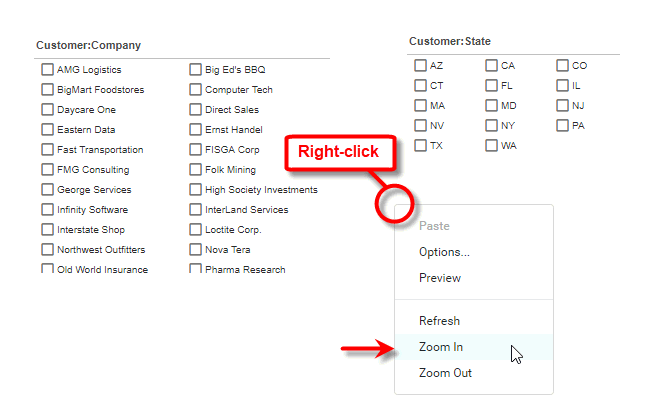 Customer:Company
AMG Logistics Big Ed's BBQ
BigMart Foodstores Computer Tech
Daycare One Direct Sales
Eastern Data Ernst Handel
Fast Transportation FISGA Corp
FMG Consulting Folk Mining
George Services High Society Investments
Infinity Software InterLand Services
Interstate Shop Loctite Corp.
Northwest Outfitters Nova Tera
Old World Insurance Pharma Research
Customer:State
AZ CA CO
CT FL IL
MA MD NJ
NV NY PA
TX WA
Right-click
Paste
Options...
Preview
Refresh
Zoom In
Zoom Out